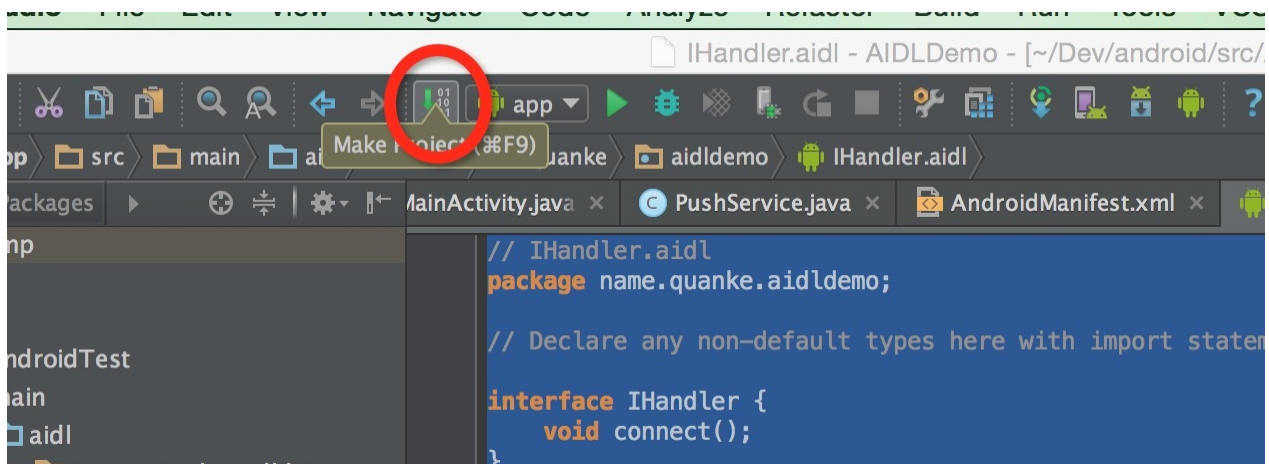 IHandler.aidl - AIDLDemo - [~/Dev/android/src/
app
Make Project (⌘F9)
src main quanke aidldemo IHandler.aidl
MainActivity.java × PushService.java × AndroidManifest.xml ×
// IHandler.aidl
package name.quanke.aidldemo;
// Declare any non-default types here with import statem
interface IHandler {
void connect();
}
ndroidTest
main
aidl